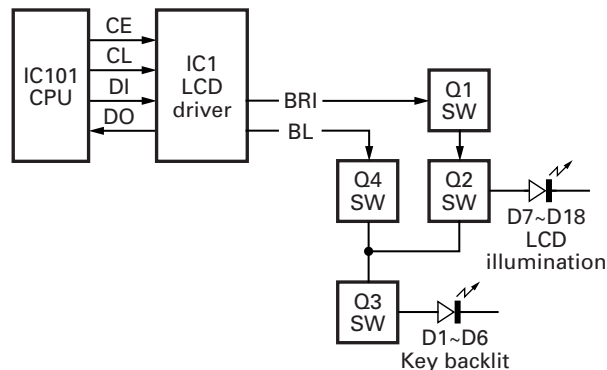 CE
CL
DI
DO
IC101
CPU
IC1
LCD
driver
BRI
BL
Q1
SW
Q4
SW
Q2
SW
D7~D18
LCD
illumination
Q3
SW
D1~D6
Key backlit